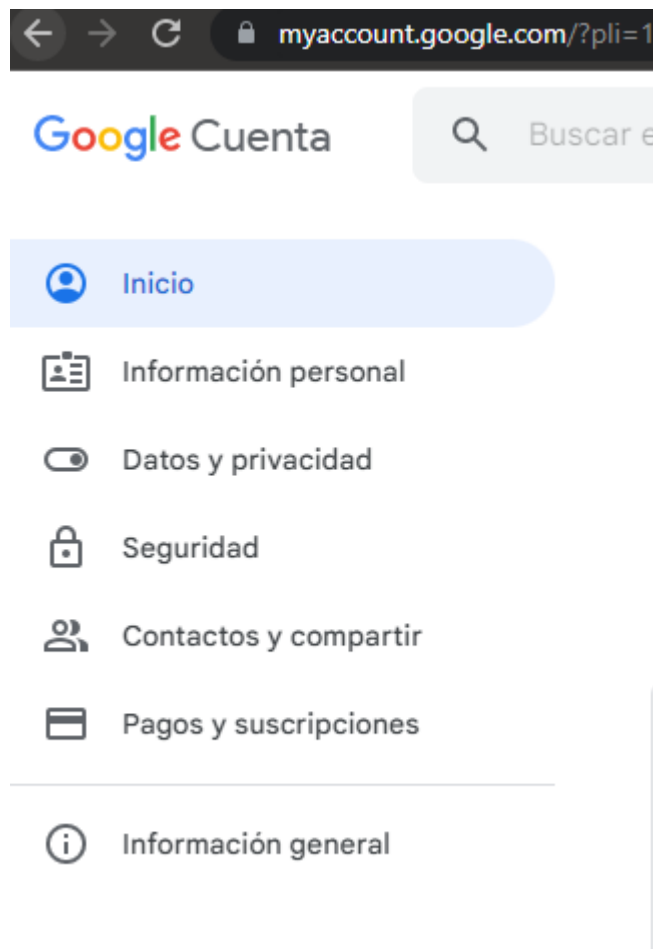 myaccount.google.com/?pli=1
Google Cuenta
Buscar e
Inicio
Información personal
Datos y privacidad
Seguridad
Contactos y compartir
Pagos y suscripciones
Información general